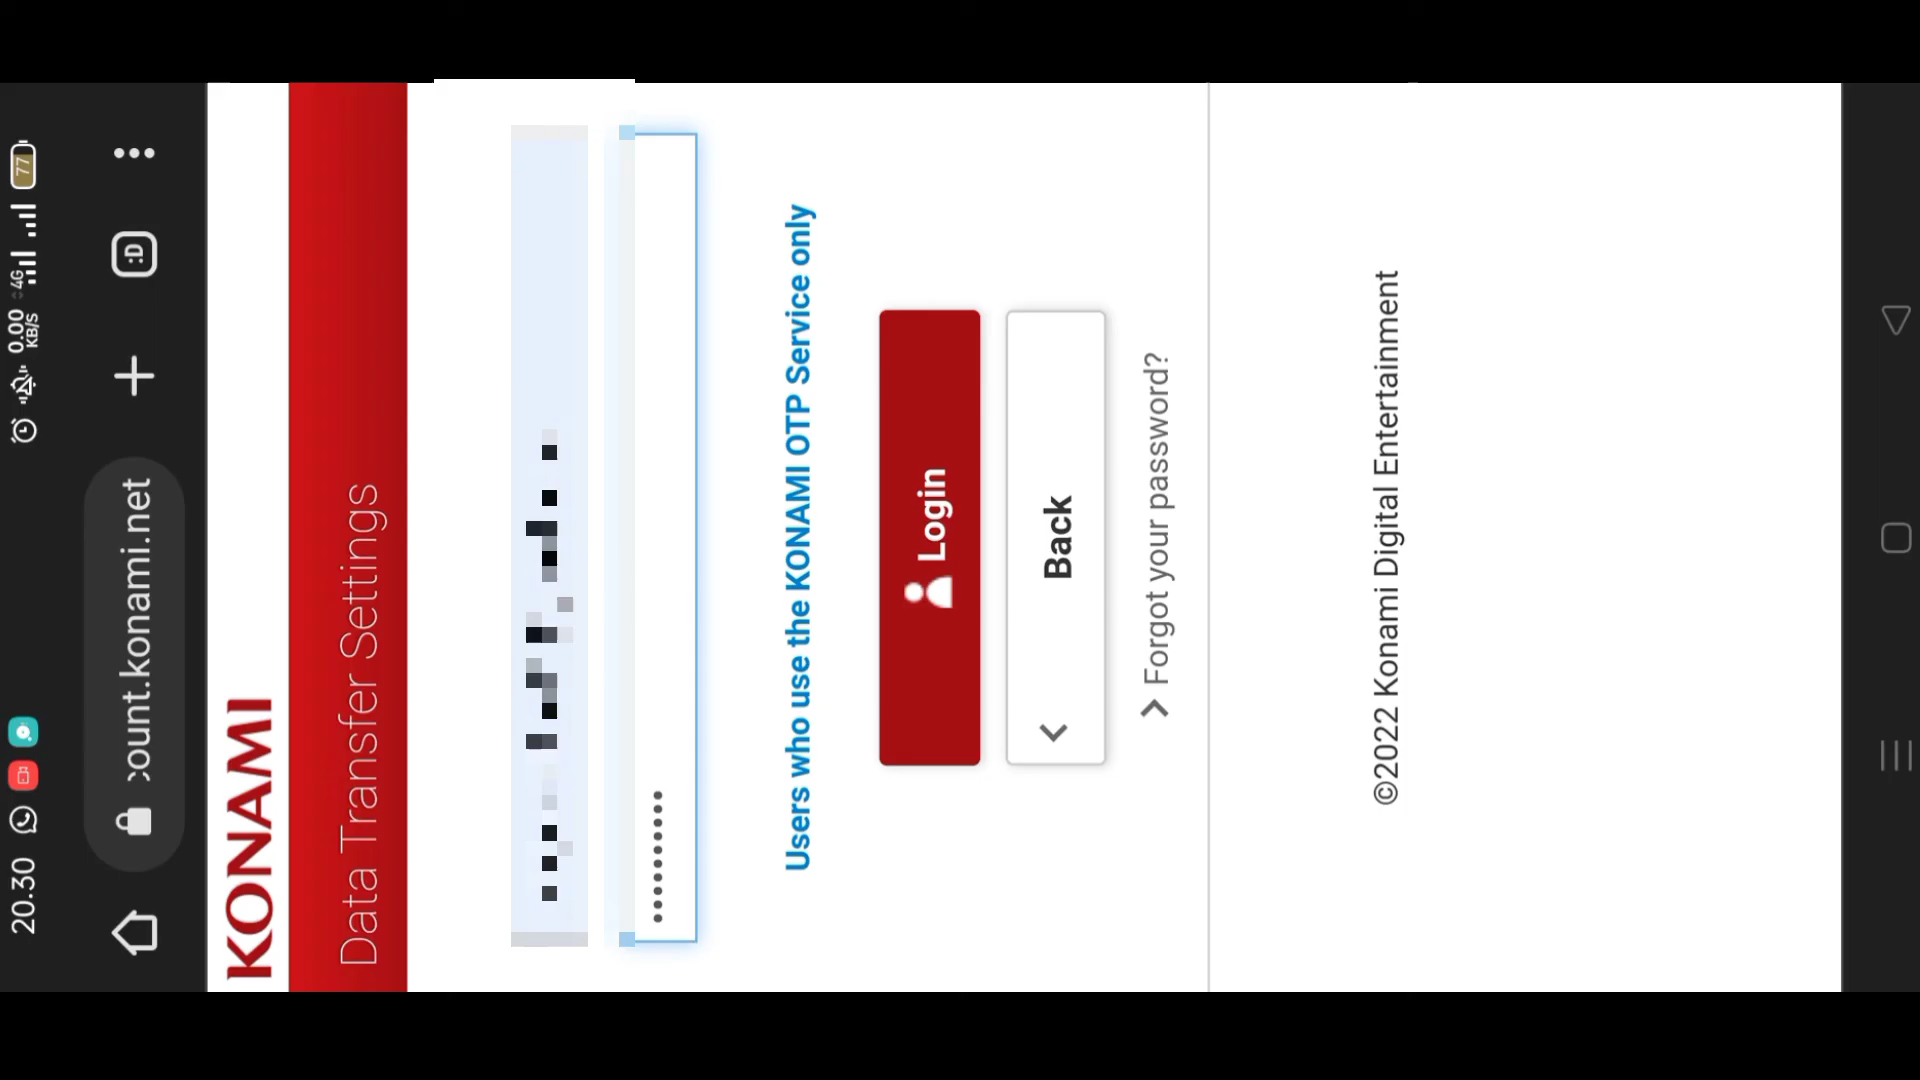 20.30 0.00 KB/S 4G 77
:ount.konami.net :D
KONAMI
Data Transfer Settings
Users who use the KONAMI OTP Service only
Login
Back
Forgot your password?
©2022 Konami Digital Entertainment